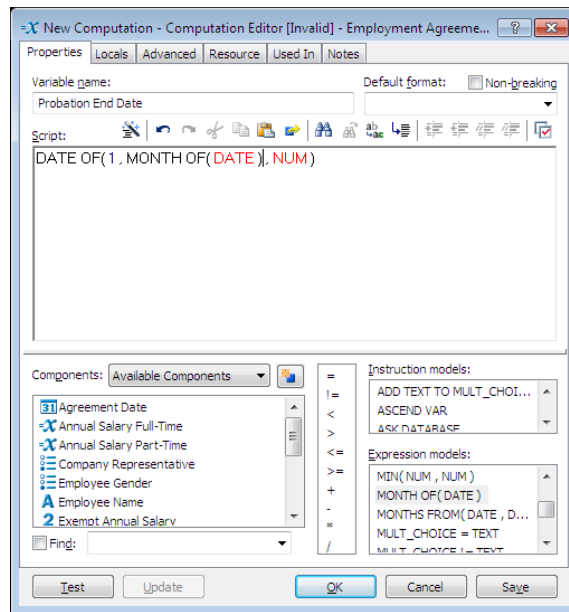 New Computation - Computation Editor [Invalid] - Employment Agreeme...
Properties Locals Advanced Resource Used In Notes
Variable name: Default format: Non-breaking
Probation End Date
Script:
DATE OF(1 , MONTH OF( DATE ) , NUM )
Components: Available Components
31 Agreement Date
Annual Salary Full-Time
Annual Salary Part-Time
Company Representative
Employee Gender
A Employee Name
2 Exempt Annual Salary
Find:
=
!=
<
>
<=
>=
+
-
*
/
Instruction models:
ADD TEXT TO MULT_CHOI...
ASCEND VAR
ASK DATABASE
Expression models:
MIN( NUM , NUM )
MONTH OF( DATE )
MONTHS FROM( DATE , D...
MULT_CHOICE = TEXT
MULT_CHOICE != TEXT
Test Update OK Cancel Save